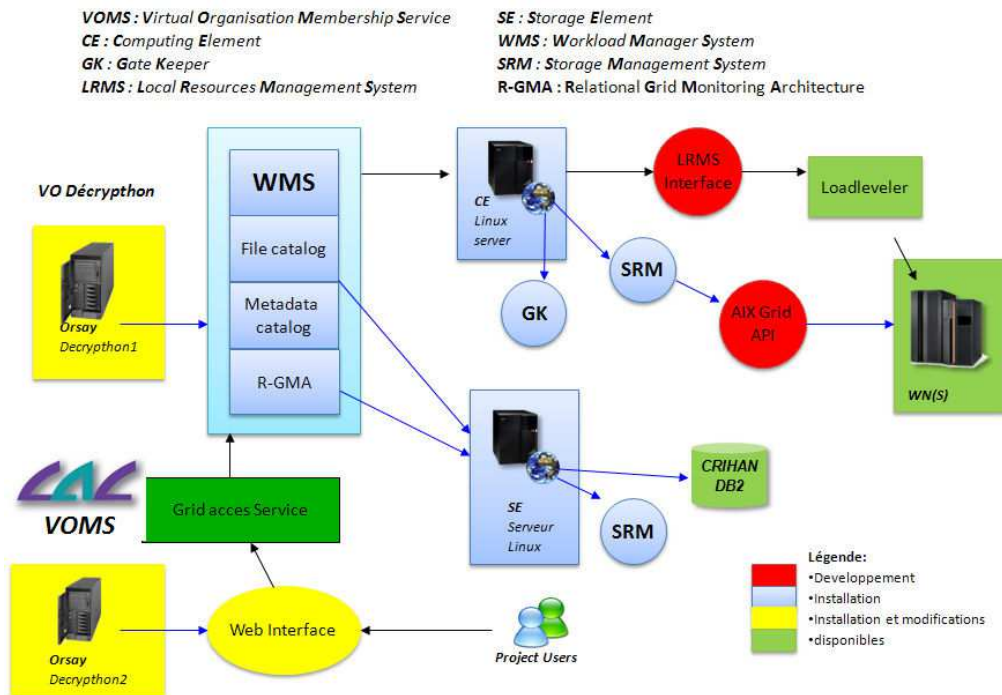 VOMS : Virtual Organisation Membership Service
CE : Computing Element
GK : Gate Keeper
LRMS : Local Resources Management System
SE : Storage Element
WMS : Workload Manager System
SRM : Storage Management System
R-GMA : Relational Grid Monitoring Architecture
VO Décrypthon
Orsay
Decrypthon1
WMS
File catalog
Metadata
catalog
R-GMA
CE
Linux
server
LRMS
Interface
Loadleveler
GK
SRM
AIX Grid
API
WN(S)
CAC
VOMS
Grid acces Service
SE
Serveur
Linux
SRM
CRIHAN
DB2
Orsay
Decrypthon2
Web Interface
Project Users
Légende:
•Developpement
•Installation
•Installation et modifications
•disponibles